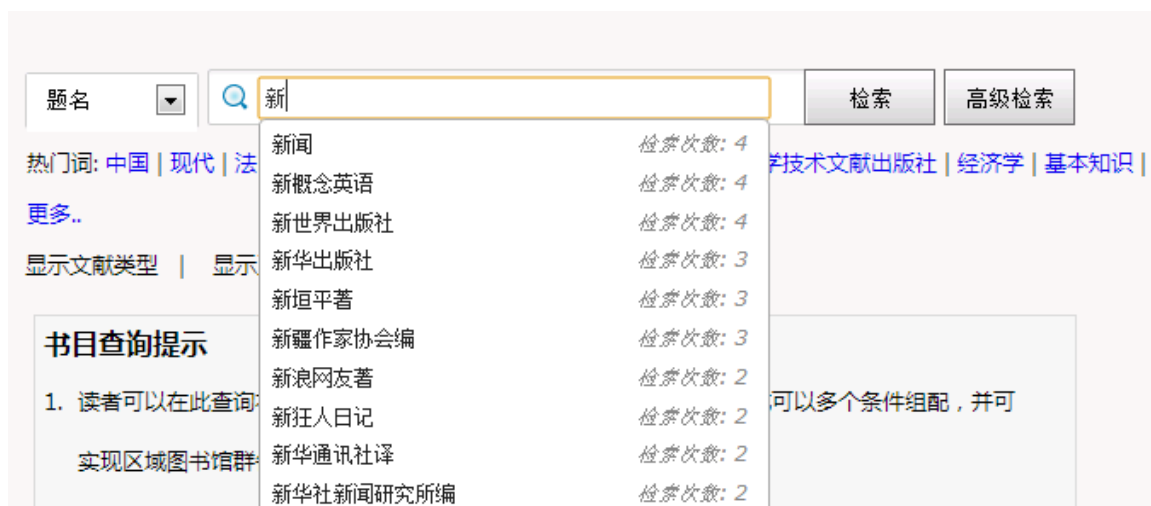 题名 新 检索 高级检索
新闻 检索次数: 4
热门词: 中国 | 现代 | 法 学技术文献出版社 | 经济学 | 基本知识 |
新概念英语 检索次数: 4
更多.. 新世界出版社 检索次数: 4
显示文献类型 | 显示 新华出版社 检索次数: 3
新垣平著 检索次数: 3
书目查询提示 新疆作家协会编 检索次数: 3
新浪网友著 检索次数: 2
1. 读者可以在此查询 可以多个条件组配，并可
新狂人日记 检索次数: 2
实现区域图书馆群 新华通讯社译 检索次数: 2
新华社新闻研究所编 检索次数: 2